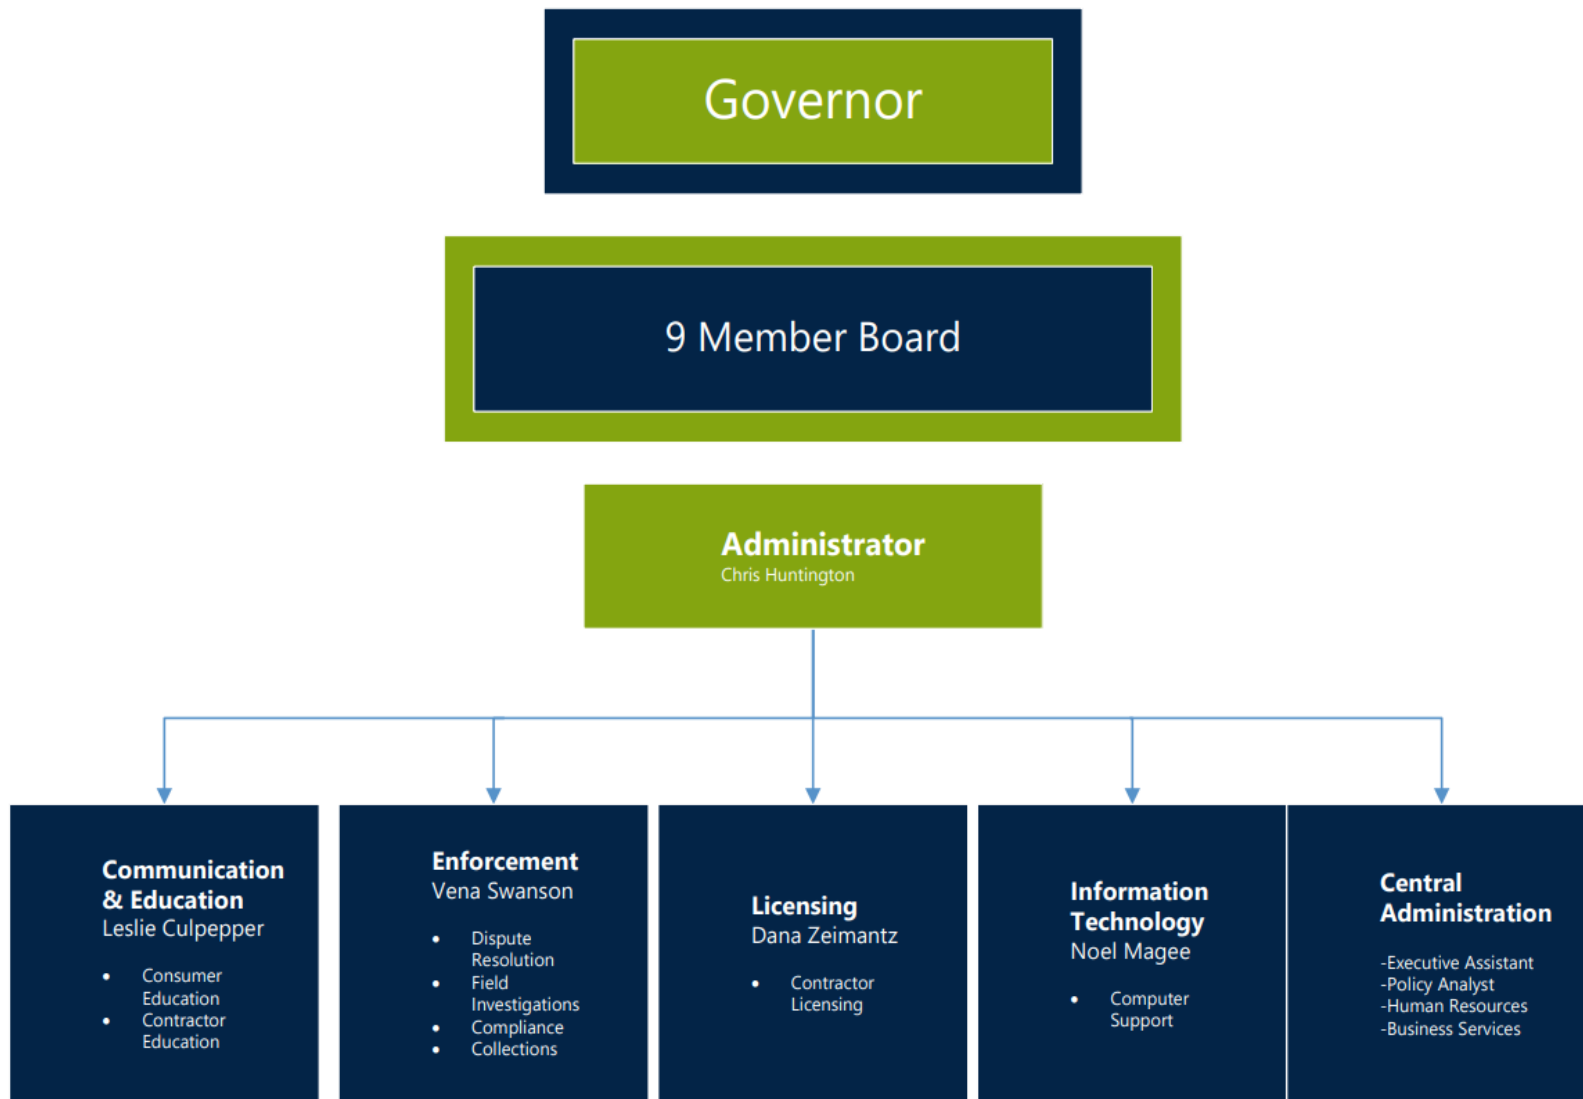 Governor
9 Member Board
Administrator
Chris Huntington
Communication
& Education
Leslie Culpepper
• Consumer
Education
• Contractor
Education
Enforcement
Vena Swanson
• Dispute
Resolution
• Field
Investigations
• Compliance
• Collections
Licensing
Dana Zeimantz
• Contractor
Licensing
Information
Technology
Noel Magee
• Computer
Support
Central
Administration
-Executive Assistant
-Policy Analyst
-Human Resources
-Business Services